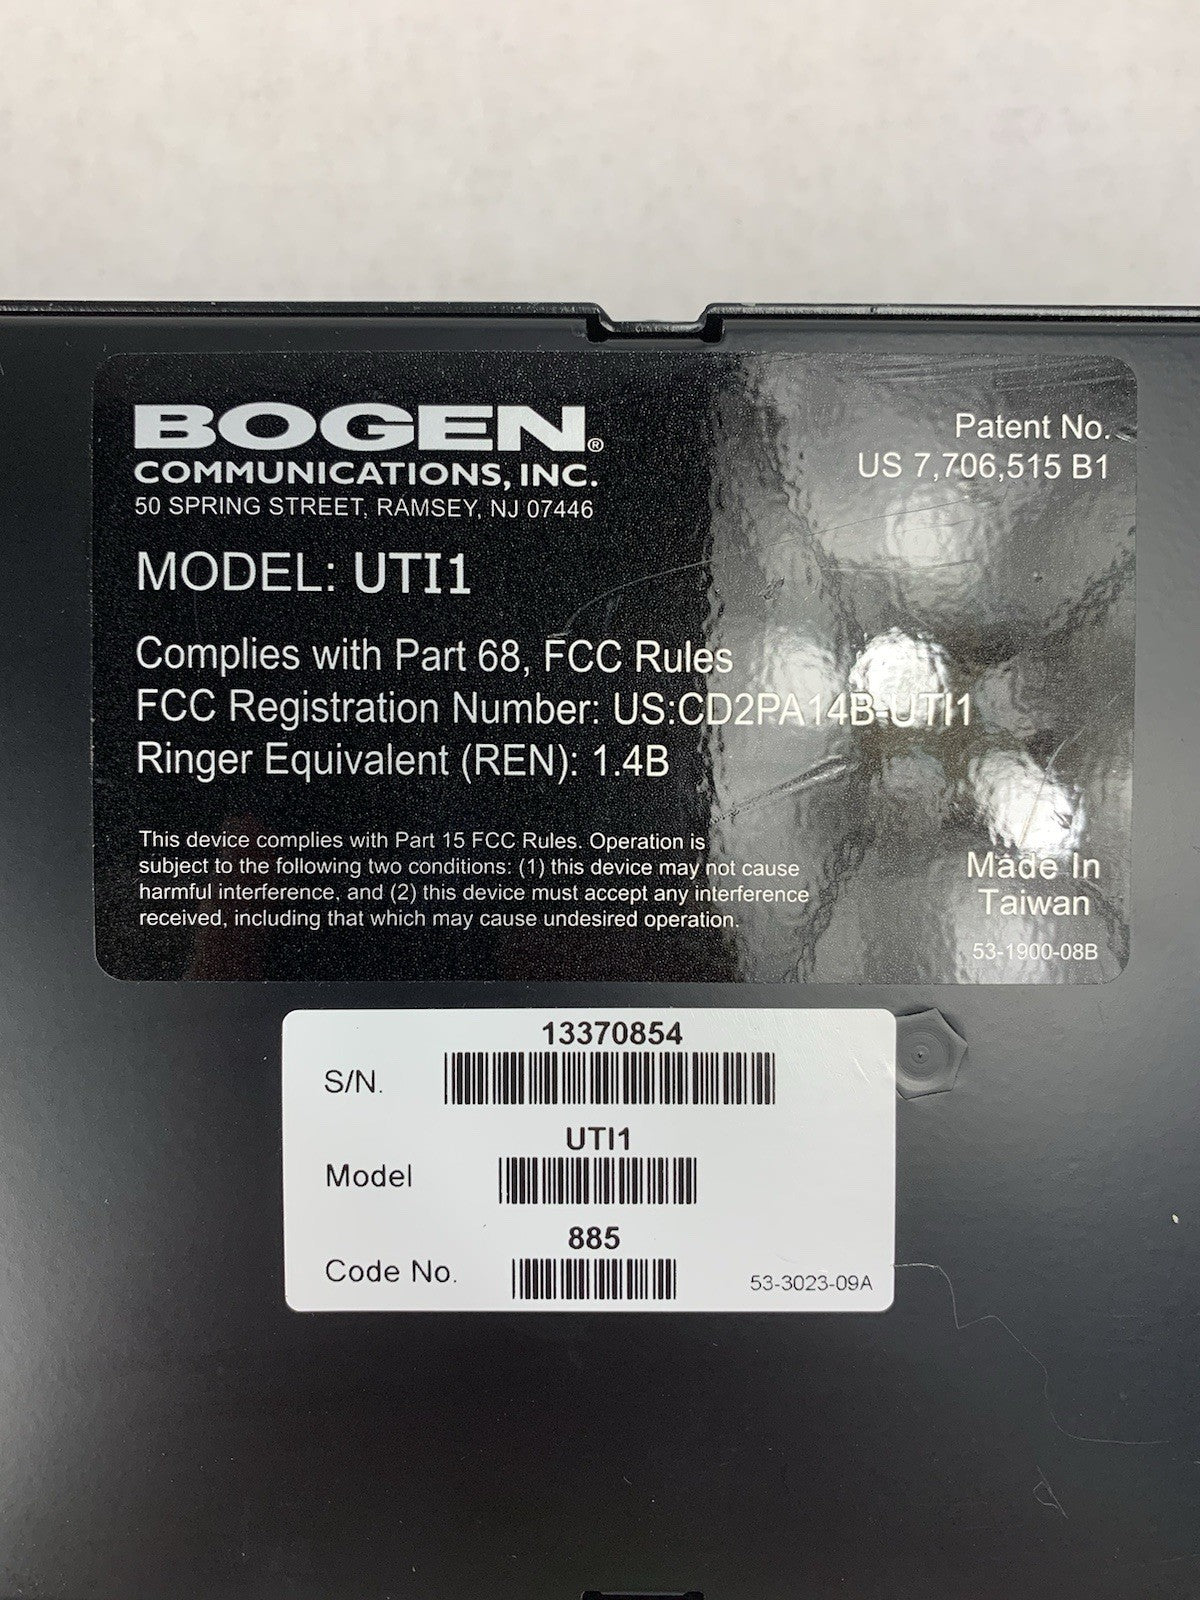 BOGEN®
COMMUNICATIONS, INC.
50 SPRING STREET, RAMSEY, NJ 07446
Patent No.
US 7,706,515 B1
MODEL: UTI1
Complies with Part 68, FCC Rules
FCC Registration Number: US:CD2PA14B-UTI1
Ringer Equivalent (REN): 1.4B
This device complies with Part 15 FCC Rules. Operation is
subject to the following two conditions: (1) this device may not cause
harmful interference, and (2) this device must accept any interference
received, including that which may cause undesired operation.
Made In
Taiwan
53-1900-08B
13370854
S/N.
UTI1
Model
885
Code No.
53-3023-09A